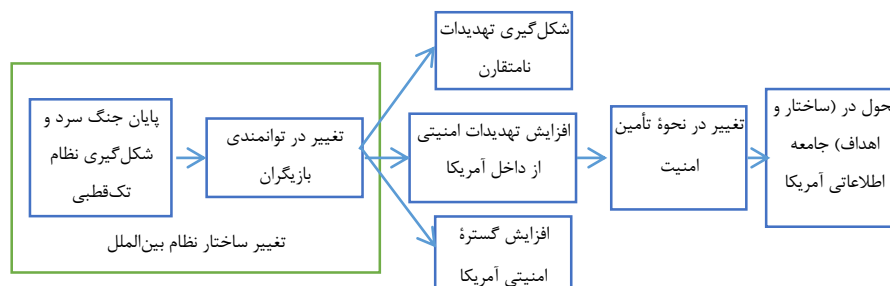 پایان جنگ سرد و
شکل‌گیری نظام
تک‌قطبی
تغییر در توانمندی
بازیگران
تغییر ساختار نظام بین‌الملل
شکل‌گیری تهدیدات
نامتقارن
افزایش تهدیدات امنیتی
از داخل آمریکا
افزایش گسترۀ
امنیتی آمریکا
تغییر در نحوۀ تأمین
امنیت
حول در (ساختار و
اهداف) جامعه
اطلاعاتی آمریکا